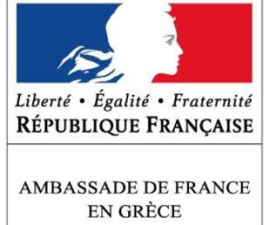 Liberté • Égalité • Fraternité
RÉPUBLIQUE FRANÇAISE
AMBASSADE DE FRANCE
EN GRÈCE